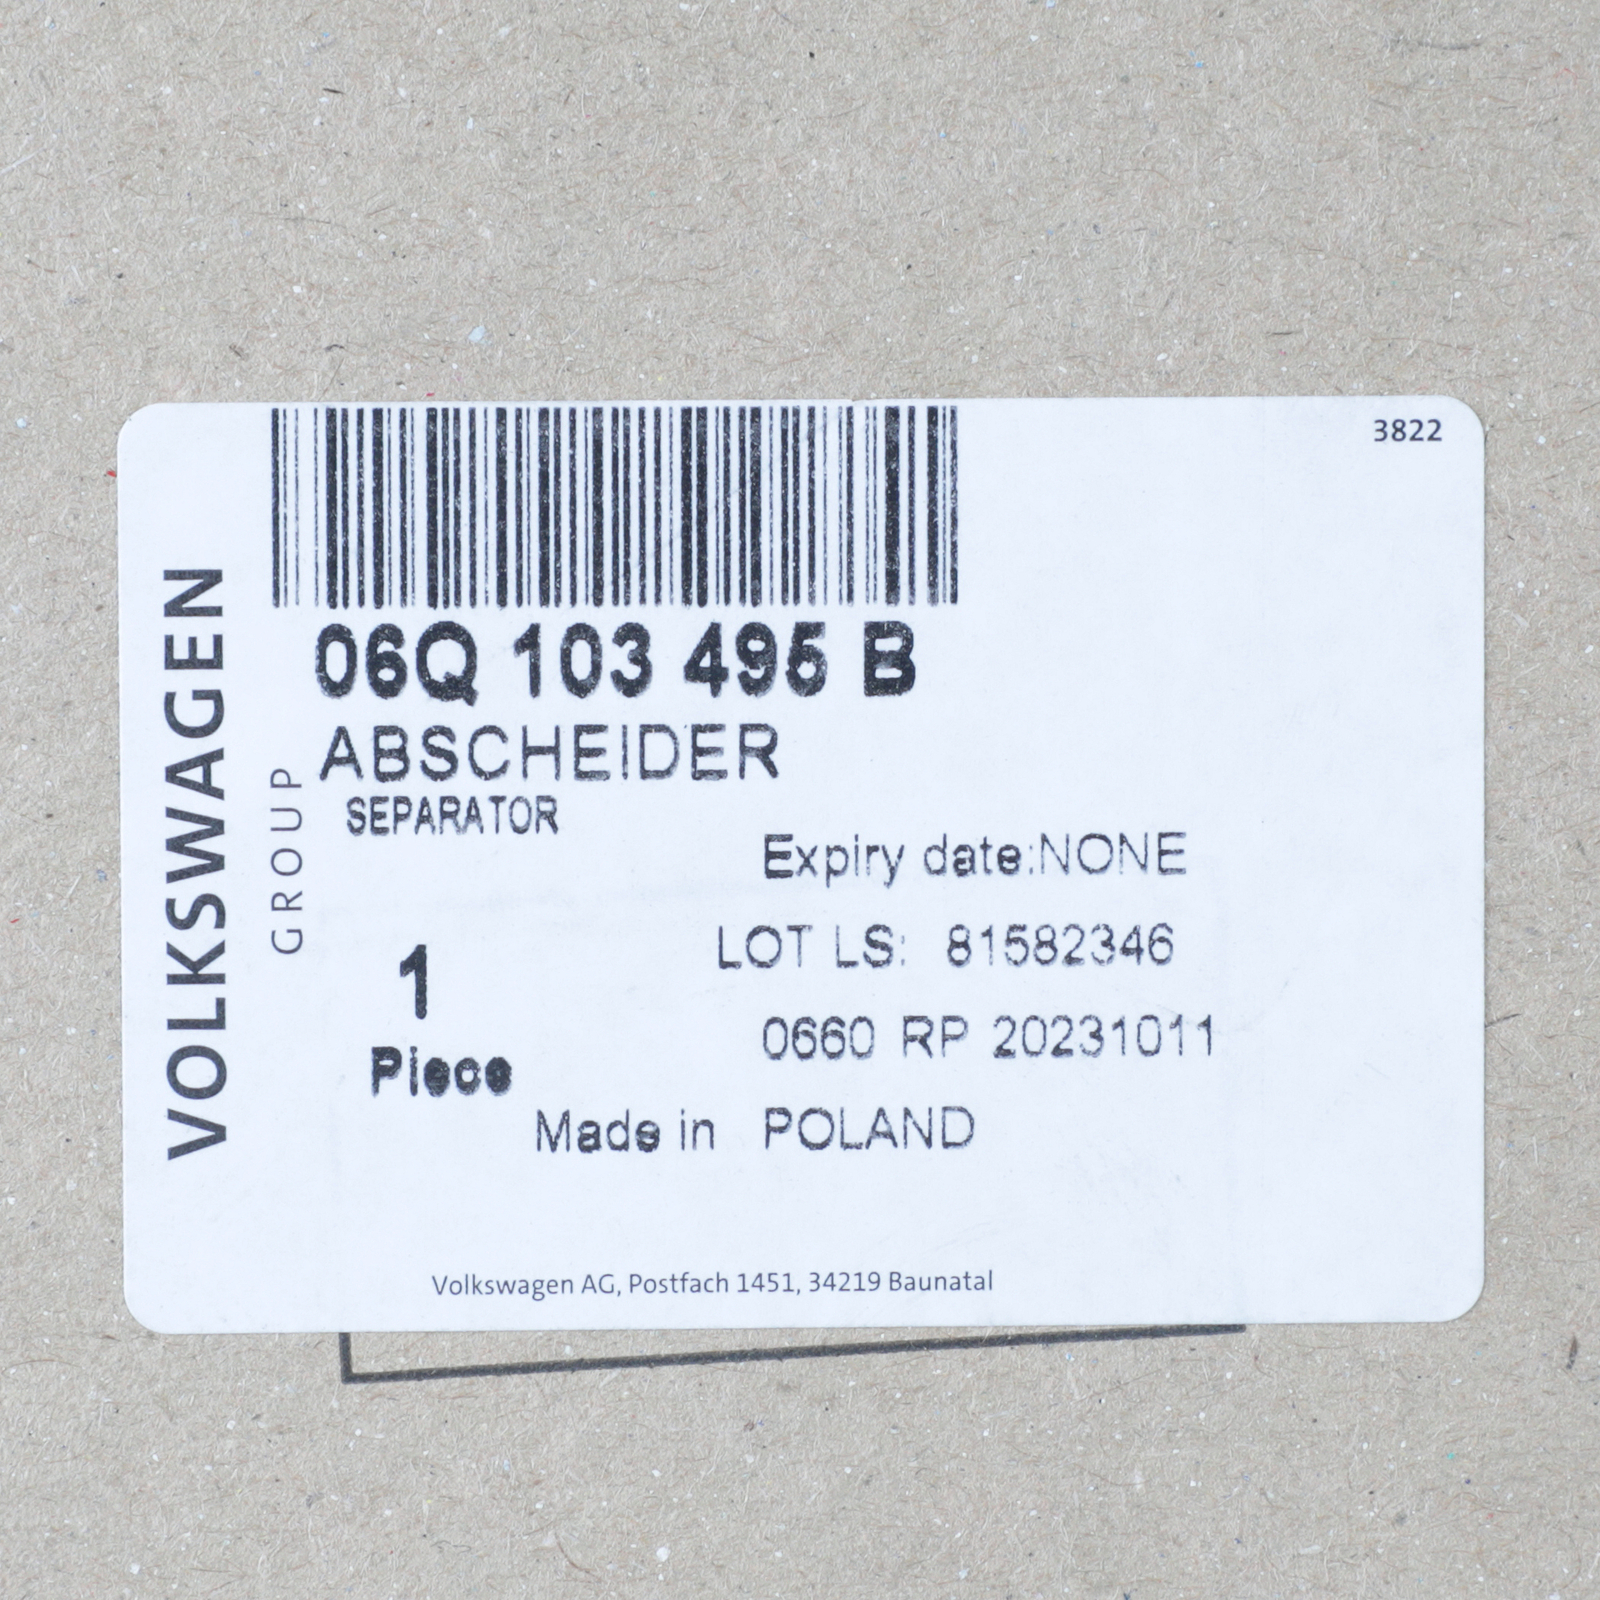 3822
VOLKSWAGEN
GROUP
06Q 103 495 B
ABSCHEIDER
SEPARATOR
Expiry date:NONE
LOT LS: 81582346
1
Piece
0660 RP 20231011
Made in POLAND
Volkswagen AG, Postfach 1451, 34219 Baunatal